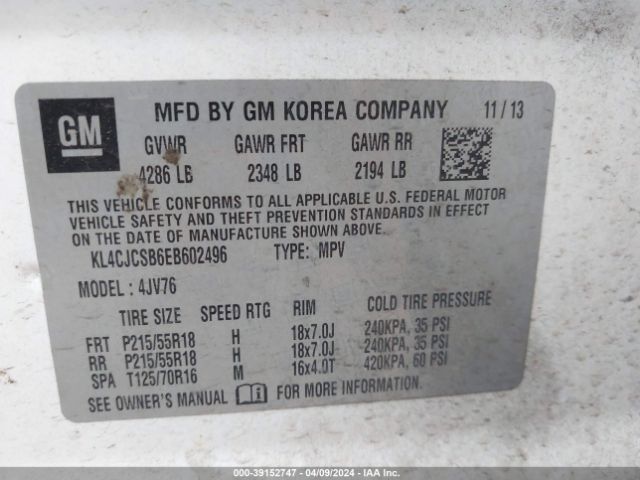 GM
MFD BY GM KOREA COMPANY 11/13
GVWR GAWR FRT GAWR RR
4286 LB 2348 LB 2194 LB
THIS VEHICLE CONFORMS TO ALL APPLICABLE U.S. FEDERAL MOTOR
VEHICLE SAFETY AND THEFT PREVENTION STANDARDS IN EFFECT
ON THE DATE OF MANUFACTURE SHOWN ABOVE.
KL4CJCSB6EB602496 TYPE: MPV
MODEL: 4JV76
TIRE SIZE SPEED RTG RIM COLD TIRE PRESSURE
FRT P215/55R18 H 18x7.0J 240KPA, 35 PSI
RR P215/55R18 H 18x7.0J 240KPA, 35 PSI
SPA T125/70R16 M 16x4.0T 420KPA, 60 PSI
SEE OWNER'S MANUAL FOR MORE INFORMATION.
000-39152747 - 04/09/2024 - IAA Inc.